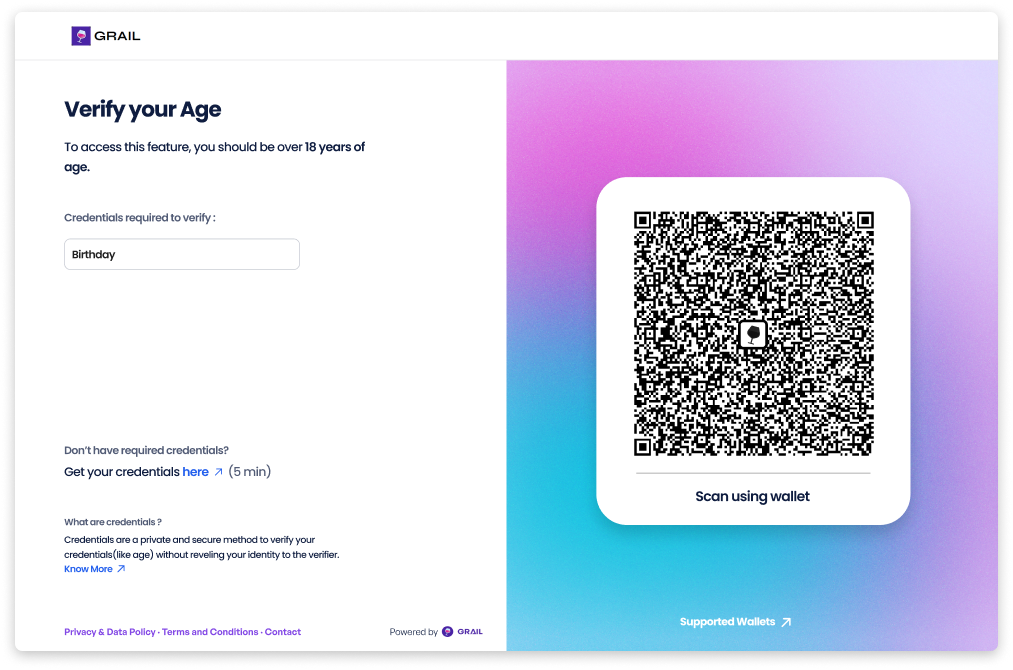 GRAIL
Verify your Age
To access this feature, you should be over 18 years of
age.
Credentials required to verify :
Birthday
Don't have required credentials?
Get your credentials here ↗ (5 min)
What are credentials ?
Credentials are a private and secure method to verify your
credentials(like age) without reveling your identity to the verifier.
Know More ↗
Privacy & Data Policy · Terms and Conditions · Contact
Powered by GRAIL
Scan using wallet
Supported Wallets ↗